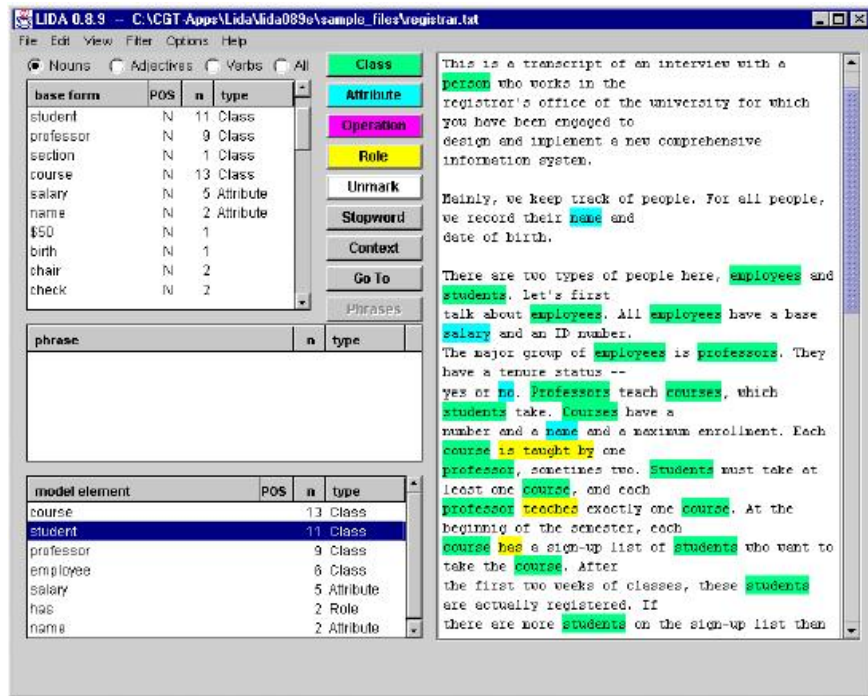 LIDA 0.8.9 -- C:\CGT-Apps\Lida\lida089e\sample_files\registrar.txt
File Edit View Filter Options Help
Nouns Adjectives Verbs All
base form POS n type
student N 11 Class
professor N 9 Class
section N 1 Class
course N 13 Class
salary N 5 Attribute
name N 2 Attribute
$50 N 1
birth N 1
chair N 2
check N 2
phrase n type
model element POS n type
course 13 Class
student 11 Class
professor 9 Class
employee 6 Class
salary 5 Attribute
has 2 Role
name 2 Attribute
Class
Attribute
Operation
Role
Unmark
Stopword
Context
Go To
Phrases
This is a transcript of an interview with a
person who works in the
registrar's office of the university for which
you have been engaged to
design and implement a new comprehensive
information system.
Mainly, we keep track of people. For all people,
we record their name and
date of birth.
There are two types of people here, employees and
students. Let's first
talk about employees. All employees have a base
salary and an ID number.
The major group of employees is professors. They
have a tenure status --
yes or no. Professors teach courses, which
students take. Courses have a
number and a name and a maximum enrollment. Each
course is taught by one
professor, sometimes two. Students must take at
least one course, and each
professor teaches exactly one course. At the
beginnig of the semester, each
course has a sign-up list of students who want to
take the course. After
the first two weeks of classes, these students
are actually registered. If
there are more students on the sign-up list than